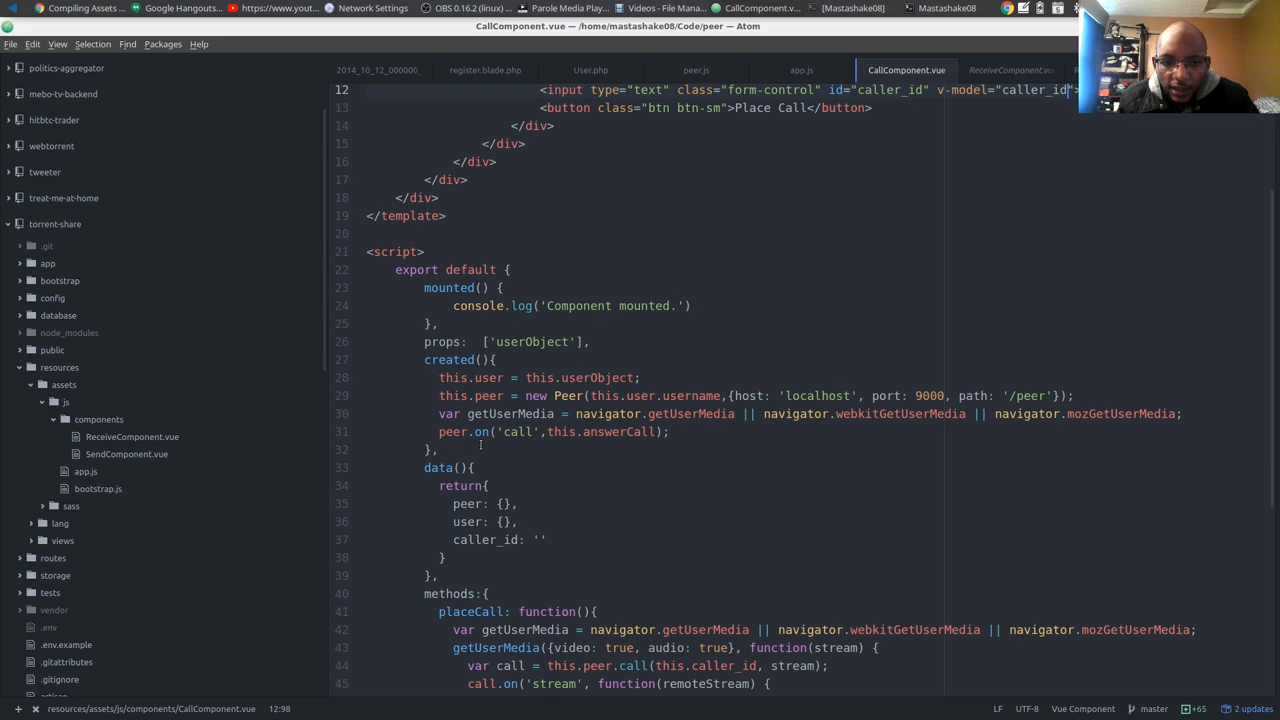 Compiling Assets ...
Google Hangouts...
https://www.yout...
Network Settings
OBS 0.16.2 (linux) ...
Parole Media Play...
Videos - File Mana...
CallComponent.v...
[Mastashake08]
Mastashake08
CallComponent.vue — /home/mastashake08/Code/peer — Atom
File Edit View Selection Find Packages Help
politics-aggregator
mebo-tv-backend
hitbtc-trader
webtorrent
tweeter
treat-me-at-home
torrent-share
.git
app
bootstrap
config
database
node_modules
public
resources
assets
js
components
ReceiveComponent.vue
SendComponent.vue
app.js
bootstrap.js
sass
lang
views
routes
storage
tests
vendor
.env
.env.example
.gitattributes
.gitignore
2014_10_12_000000_
register.blade.php
User.php
peer.js
app.js
CallComponent.vue
ReceiveComponent.vu
12 <input type="text" class="form-control" id="caller_id" v-model="caller_id"
13 <button class="btn btn-sm">Place Call</button>
14 </div>
15 </div>
16 </div>
17 </div>
18 </div>
19 </template>
20
21 <script>
22 export default {
23 mounted() {
24 console.log('Component mounted.')
25 },
26 props: ['userObject'],
27 created(){
28 this.user = this.userObject;
29 this.peer = new Peer(this.user.username,{host: 'localhost', port: 9000, path: '/peer'});
30 var getUserMedia = navigator.getUserMedia || navigator.webkitGetUserMedia || navigator.mozGetUserMedia;
31 peer.on('call',this.answerCall);
32 },
33 data(){
34 return{
35 peer: {},
36 user: {},
37 caller_id: ''
38 }
39 },
40 methods:{
41 placeCall: function(){
42 var getUserMedia = navigator.getUserMedia || navigator.webkitGetUserMedia || navigator.mozGetUserMedia;
43 getUserMedia({video: true, audio: true}, function(stream) {
44 var call = this.peer.call(this.caller_id, stream);
45 call.on('stream', function(remoteStream) {
resources/assets/js/components/CallComponent.vue 12:98
LF UTF-8 Vue Component master +65 2 updates